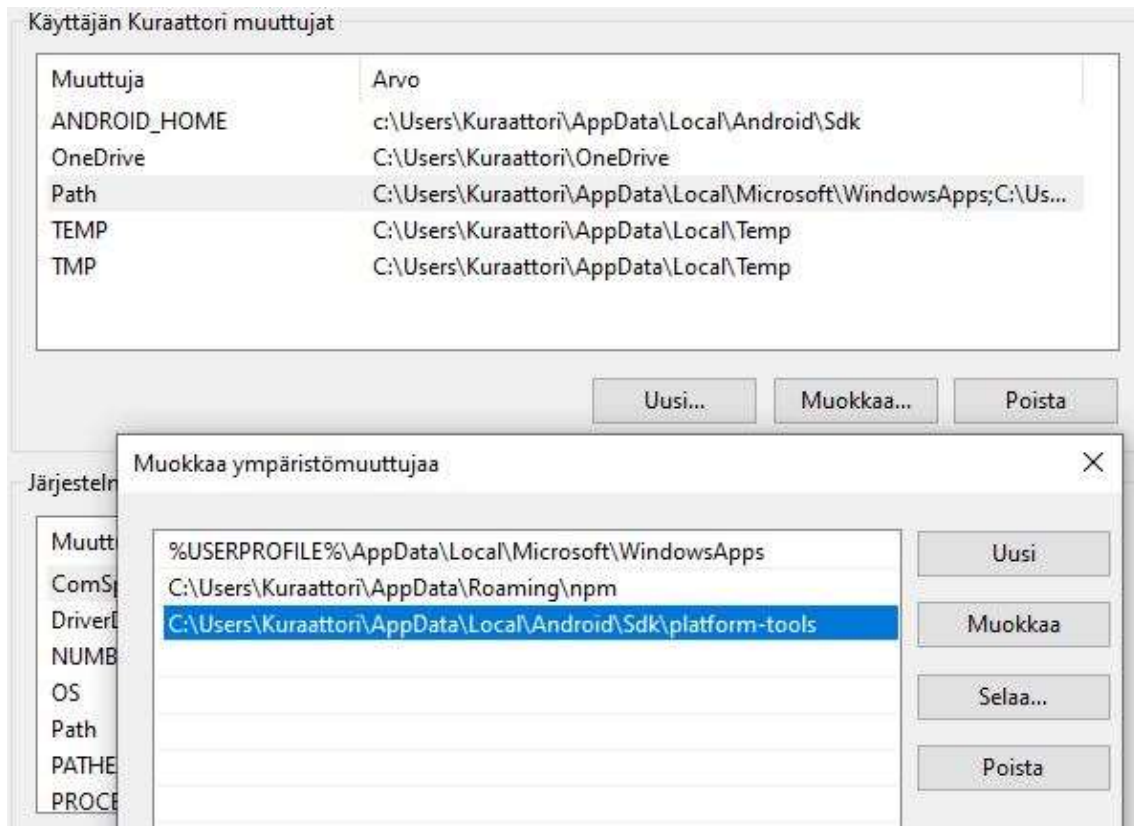 Käyttäjän Kuraattori muuttujat
Muuttuja Arvo
ANDROID_HOME c:\Users\Kuraattori\AppData\Local\Android\Sdk
OneDrive C:\Users\Kuraattori\OneDrive
Path C:\Users\Kuraattori\AppData\Local\Microsoft\WindowsApps;C:\Us...
TEMP C:\Users\Kuraattori\AppData\Local\Temp
TMP C:\Users\Kuraattori\AppData\Local\Temp
Uusi... Muokkaa... Poista
Muokkaa ympäristömuuttujaa
%USERPROFILE%\AppData\Local\Microsoft\WindowsApps Uusi
C:\Users\Kuraattori\AppData\Roaming\npm
C:\Users\Kuraattori\AppData\Local\Android\Sdk\platform-tools Muokkaa
OS Selaa...
Path
Poista